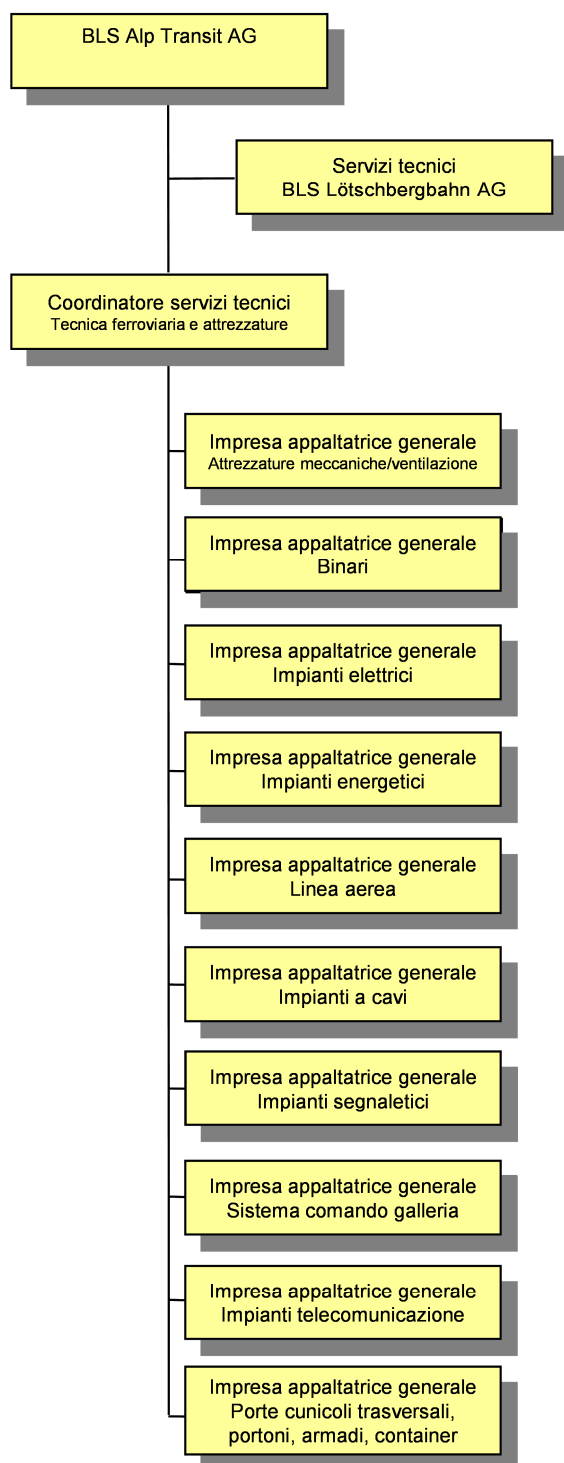 BLS Alp Transit AG
Servizi tecnici
BLS Lötschbergbahn AG
Coordinatore servizi tecnici
Tecnica ferroviaria e attrezzature
Impresa appaltatrice generale
Attrezzature meccaniche/ventilazione
Impresa appaltatrice generale
Binari
Impresa appaltatrice generale
Impianti elettrici
Impresa appaltatrice generale
Impianti energetici
Impresa appaltatrice generale
Linea aerea
Impresa appaltatrice generale
Impianti a cavi
Impresa appaltatrice generale
Impianti segnaletici
Impresa appaltatrice generale
Sistema comando galleria
Impresa appaltatrice generale
Impianti telecomunicazione
Impresa appaltatrice generale
Porte cunicoli trasversali,
portoni, armadi, container